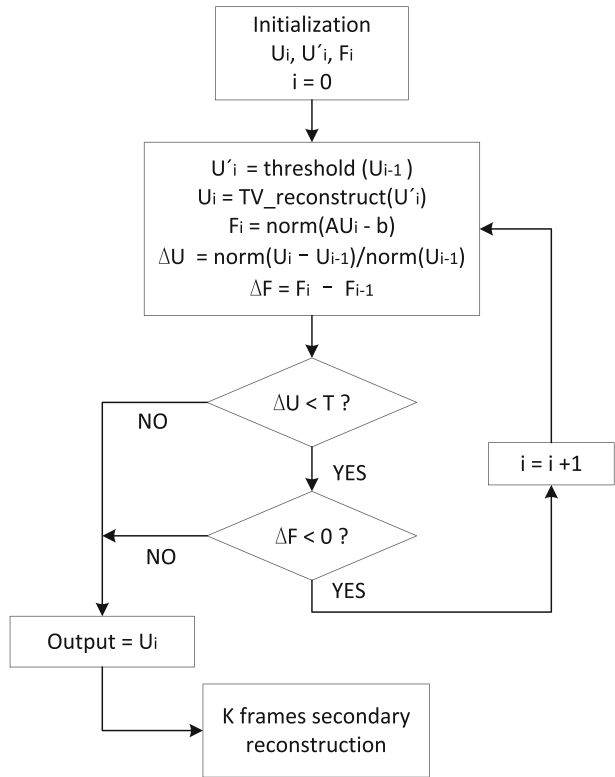 Initialization
Ui, U´i, Fi
i = 0
U´i = threshold (Ui-1)
Ui = TV_reconstruct(U´i)
Fi = norm(AUi - b)
ΔU = norm(Ui − Ui-1)/norm(Ui-1)
ΔF = Fi − Fi-1
ΔU < T ?
NO
YES
i = i +1
ΔF < 0 ?
NO
YES
Output = Ui
K frames secondary
reconstruction